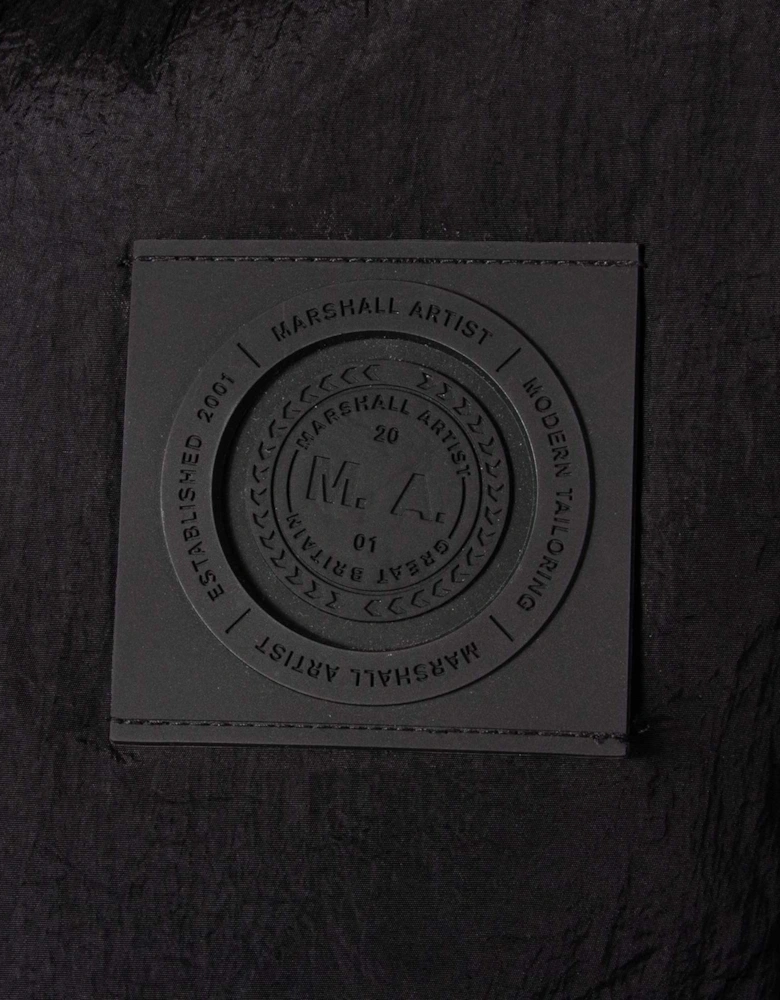 MARSHALL ARTIST | MODERN TAILORING | MARSHALL ARTIST | ESTABLISHED 2001 |
MARSHALL ARTIST
20
M. A.
01
GREAT BRITAIN